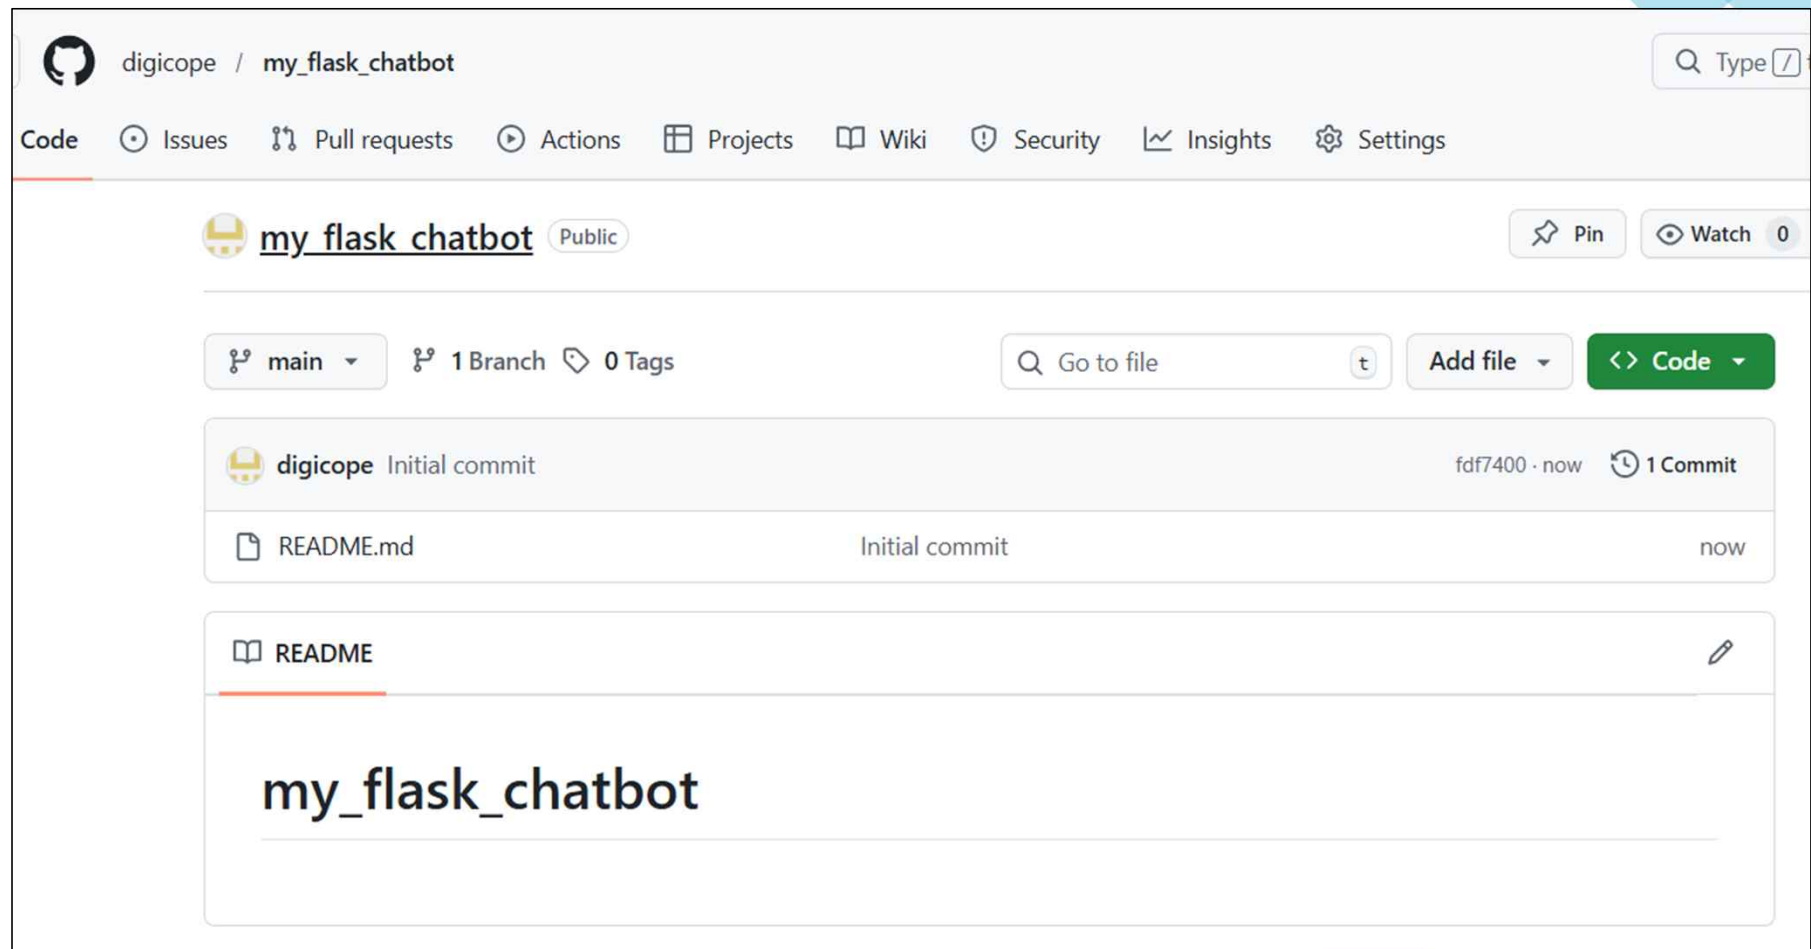 digicope / my_flask_chatbot Type /
Code Issues Pull requests Actions Projects Wiki Security Insights Settings
my_flask_chatbot Public Pin Watch 0
main 1 Branch 0 Tags Go to file t Add file <> Code
digicope Initial commit fdf7400 · now 1 Commit
README.md Initial commit now
README
my_flask_chatbot